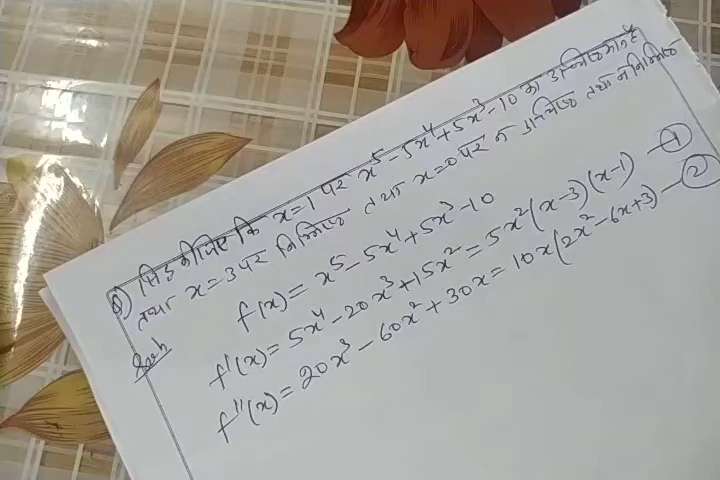 Q) सिद्ध कीजिए कि x=1 पर x⁵-5x⁴+5x³-10 का उच्चिष्ठ मान है
तथा x=3 पर निम्निष्ठ तथा x=0 पर न उच्चिष्ठ तथा न निम्निष्ठ
Solⁿ
f(x) = x⁵-5x⁴+5x³-10
f'(x) = 5x⁴-20x³+15x² = 5x²(x-3)(x-1) —①
f''(x) = 20x³-60x²+30x = 10x(2x²-6x+3) —②